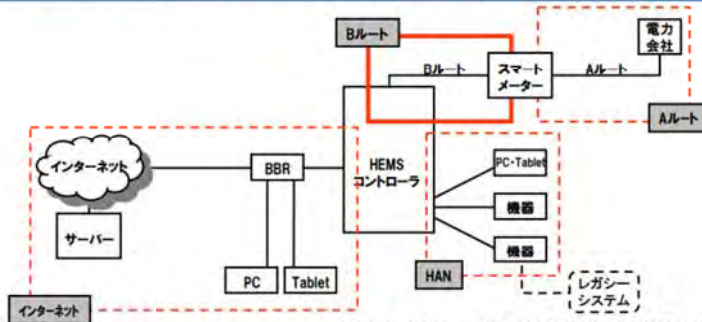 Bルート
電力
会社
Bルート
スマート
メーター
Aルート
Aルート
インターネット
BBR
HEMS
コントローラ
PC・Tablet
機器
サーバー
機器
PC
Tablet
HAN
レガシー
システム
インターネット